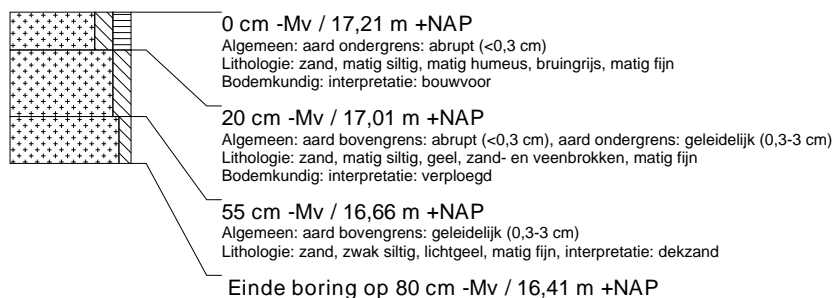 0 cm -Mv / 17,21 m +NAP
Algemeen: aard ondergrens: abrupt (<0,3 cm)
Lithologie: zand, matig siltig, matig humeus, bruingrijs, matig fijn
Bodemkundig: interpretatie: bouwvoor
20 cm -Mv / 17,01 m +NAP
Algemeen: aard bovengrens: abrupt (<0,3 cm), aard ondergrens: geleidelijk (0,3-3 cm)
Lithologie: zand, matig siltig, geel, zand- en veenbrokken, matig fijn
Bodemkundig: interpretatie: verploegd
55 cm -Mv / 16,66 m +NAP
Algemeen: aard bovengrens: geleidelijk (0,3-3 cm)
Lithologie: zand, zwak siltig, lichtgeel, matig fijn, interpretatie: dekzand
Einde boring op 80 cm -Mv / 16,41 m +NAP